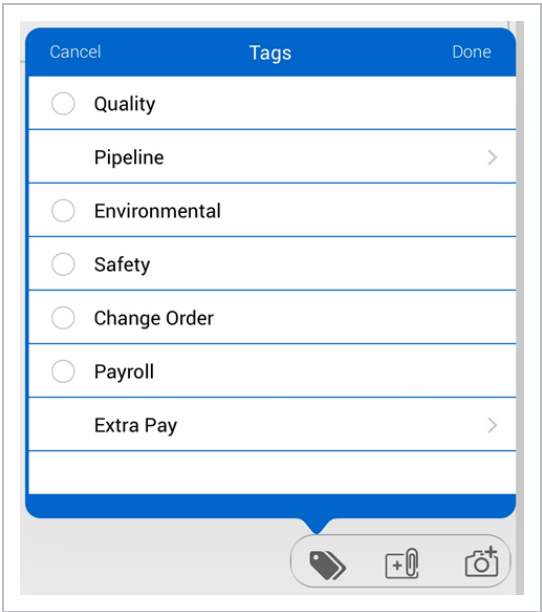 Cancel Tags Done
Quality
Pipeline
Environmental
Safety
Change Order
Payroll
Extra Pay